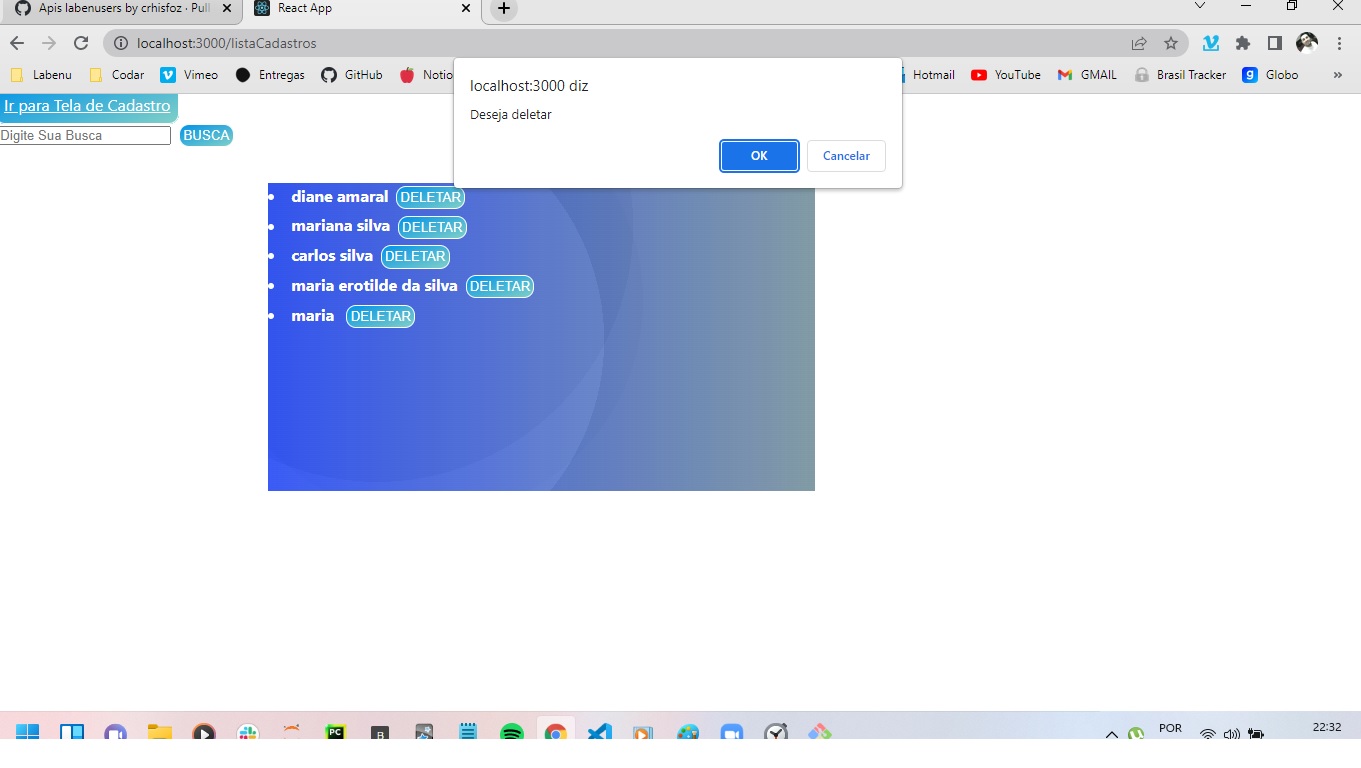 Apis labenusers by crhisfoz · Pull
React App
localhost:3000/listaCadastros
Labenu
Codar
Vimeo
Entregas
GitHub
Notio
Hotmail
YouTube
GMAIL
Brasil Tracker
Globo
localhost:3000 diz
Deseja deletar
OK
Cancelar
Ir para Tela de Cadastro
Digite Sua Busca
BUSCA
diane amaral DELETAR
mariana silva DELETAR
carlos silva DELETAR
maria erotilde da silva DELETAR
maria DELETAR
PC
B
POR
22:32